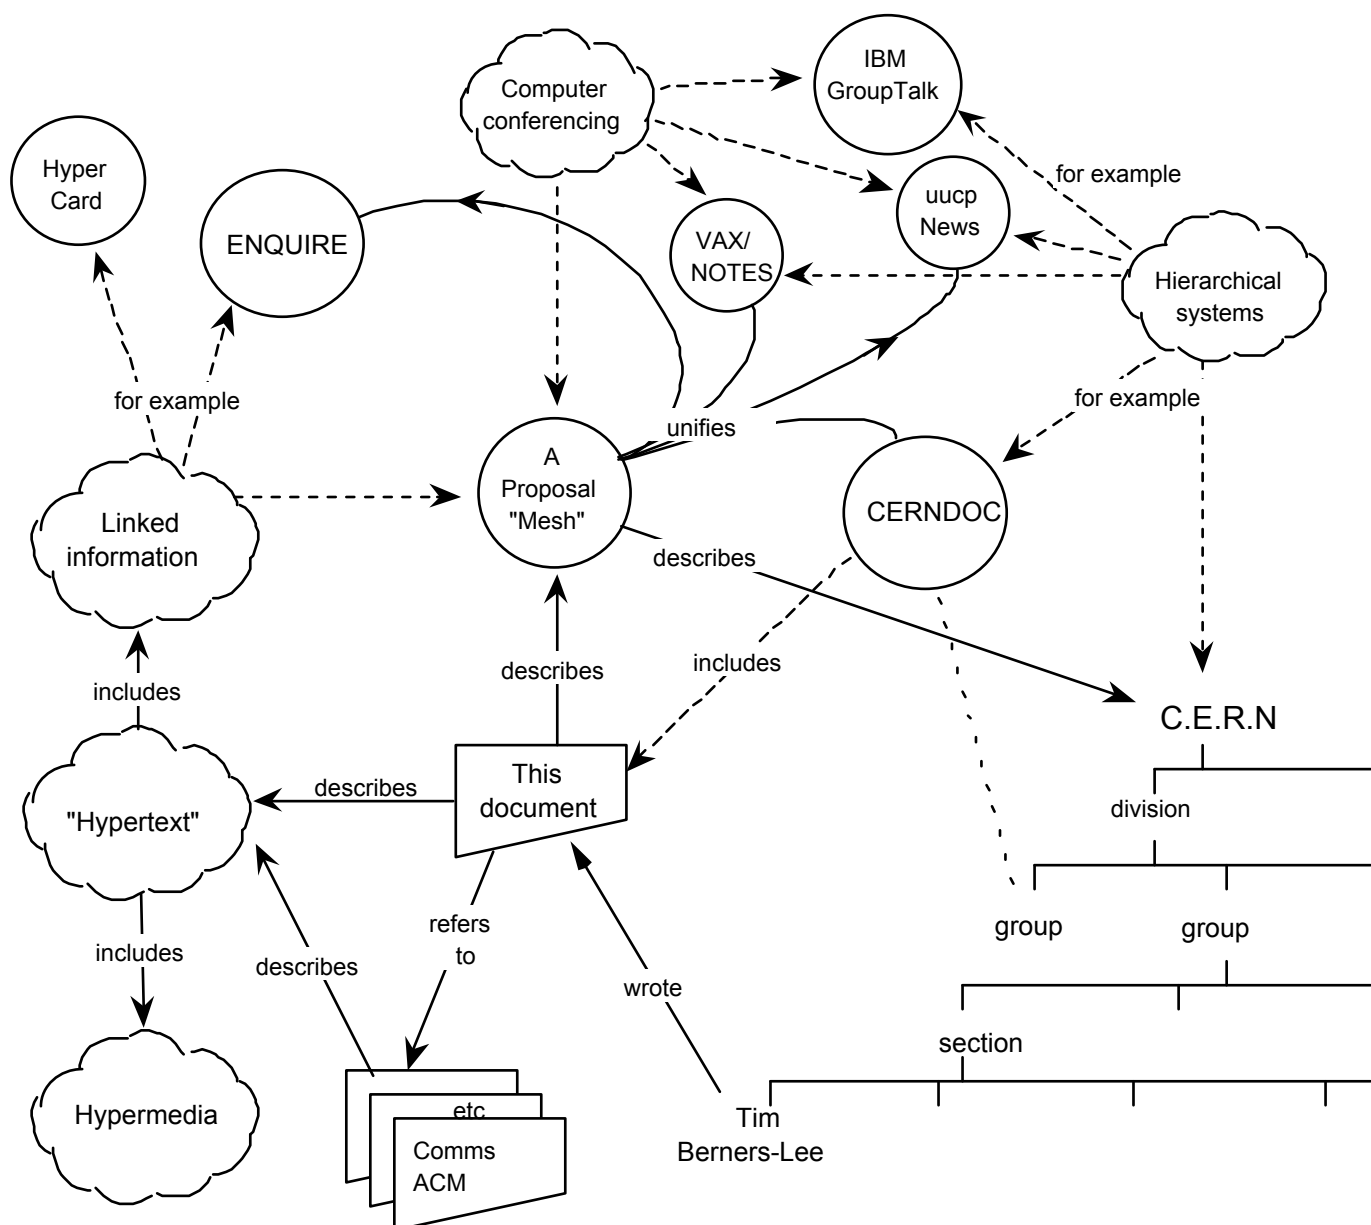 IBM
GroupTalk
Computer
conferencing
Hyper
Card
for example
uucp
News
ENQUIRE
VAX/
NOTES
Hierarchical
systems
for example
for example
unifies
A
Proposal
"Mesh"
CERNDOC
Linked
information
describes
describes
includes
includes
C.E.R.N
This
document
describes
"Hypertext"
division
refers
to
group
group
includes
describes
wrote
section
Hypermedia
etc
Tim
Berners-Lee
Comms
ACM